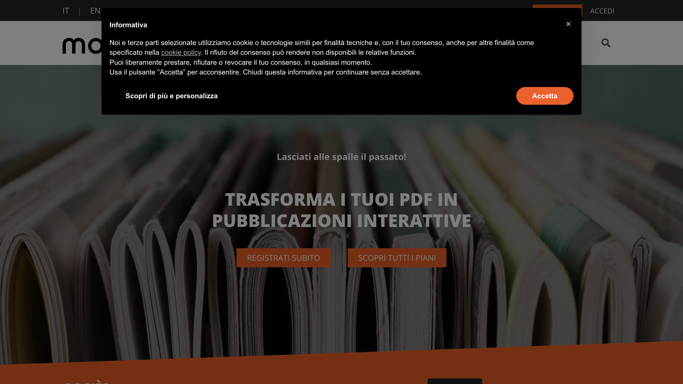 IT | EN
ACCEDI
Informativa
×
Noi e terze parti selezionate utilizziamo cookie o tecnologie simili per finalità tecniche e, con il tuo consenso, anche per altre finalità come
specificato nella cookie policy. Il rifiuto del consenso può rendere non disponibili le relative funzioni.
Puoi liberamente prestare, rifiutare o revocare il tuo consenso, in qualsiasi momento.
Usa il pulsante “Accetta” per acconsentire. Chiudi questa informativa per continuare senza accettare.
Scopri di più e personalizza
Accetta
Lasciati alle spalle il passato!
TRASFORMA I TUOI PDF IN
PUBBLICAZIONI INTERATTIVE
REGISTRATI SUBITO
SCOPRI TUTTI I PIANI